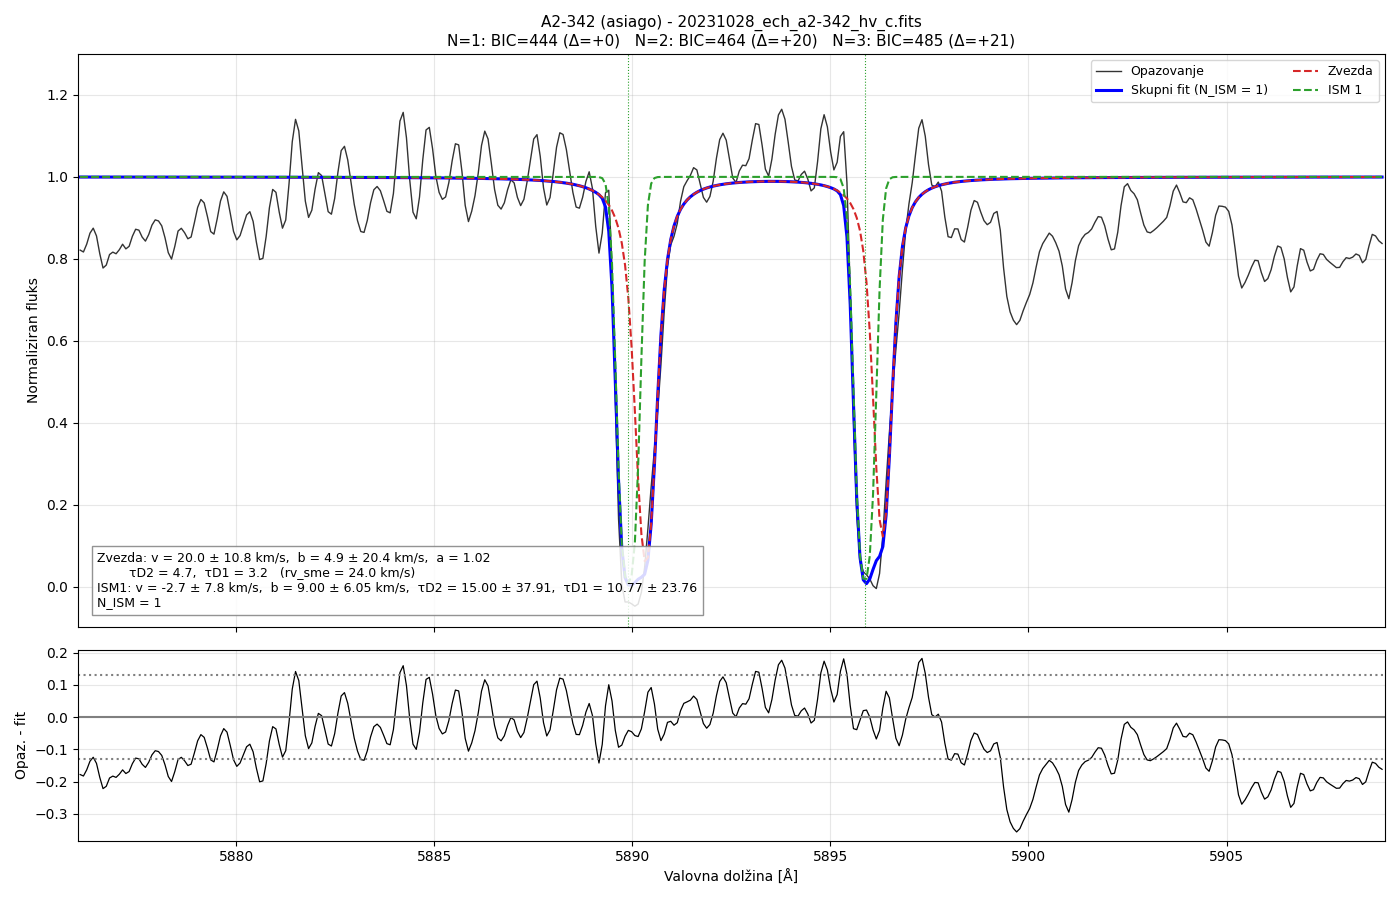 A2-342 (asiago) - 20231028_ech_a2-342_hv_c.fits
N=1: BIC=444 (Δ=+0)   N=2: BIC=464 (Δ=+20)   N=3: BIC=485 (Δ=+21)
Opazovanje
Skupni fit (N_ISM = 1)
Zvezda
ISM 1
Normaliziran fluks
1.2
1.0
0.8
0.6
0.4
0.2
0.0
Zvezda: v = 20.0 ± 10.8 km/s,  b = 4.9 ± 20.4 km/s,  a = 1.02
τD2 = 4.7,  τD1 = 3.2   (rv_sme = 24.0 km/s)
ISM1: v = -2.7 ± 7.8 km/s,  b = 9.00 ± 6.05 km/s,  τD2 = 15.00 ± 37.91,  τD1 = 10.77 ± 23.76
N_ISM = 1
Opaz. - fit
0.2
0.1
0.0
−0.1
−0.2
−0.3
5880
5885
5890
5895
5900
5905
Valovna dolžina [Å]